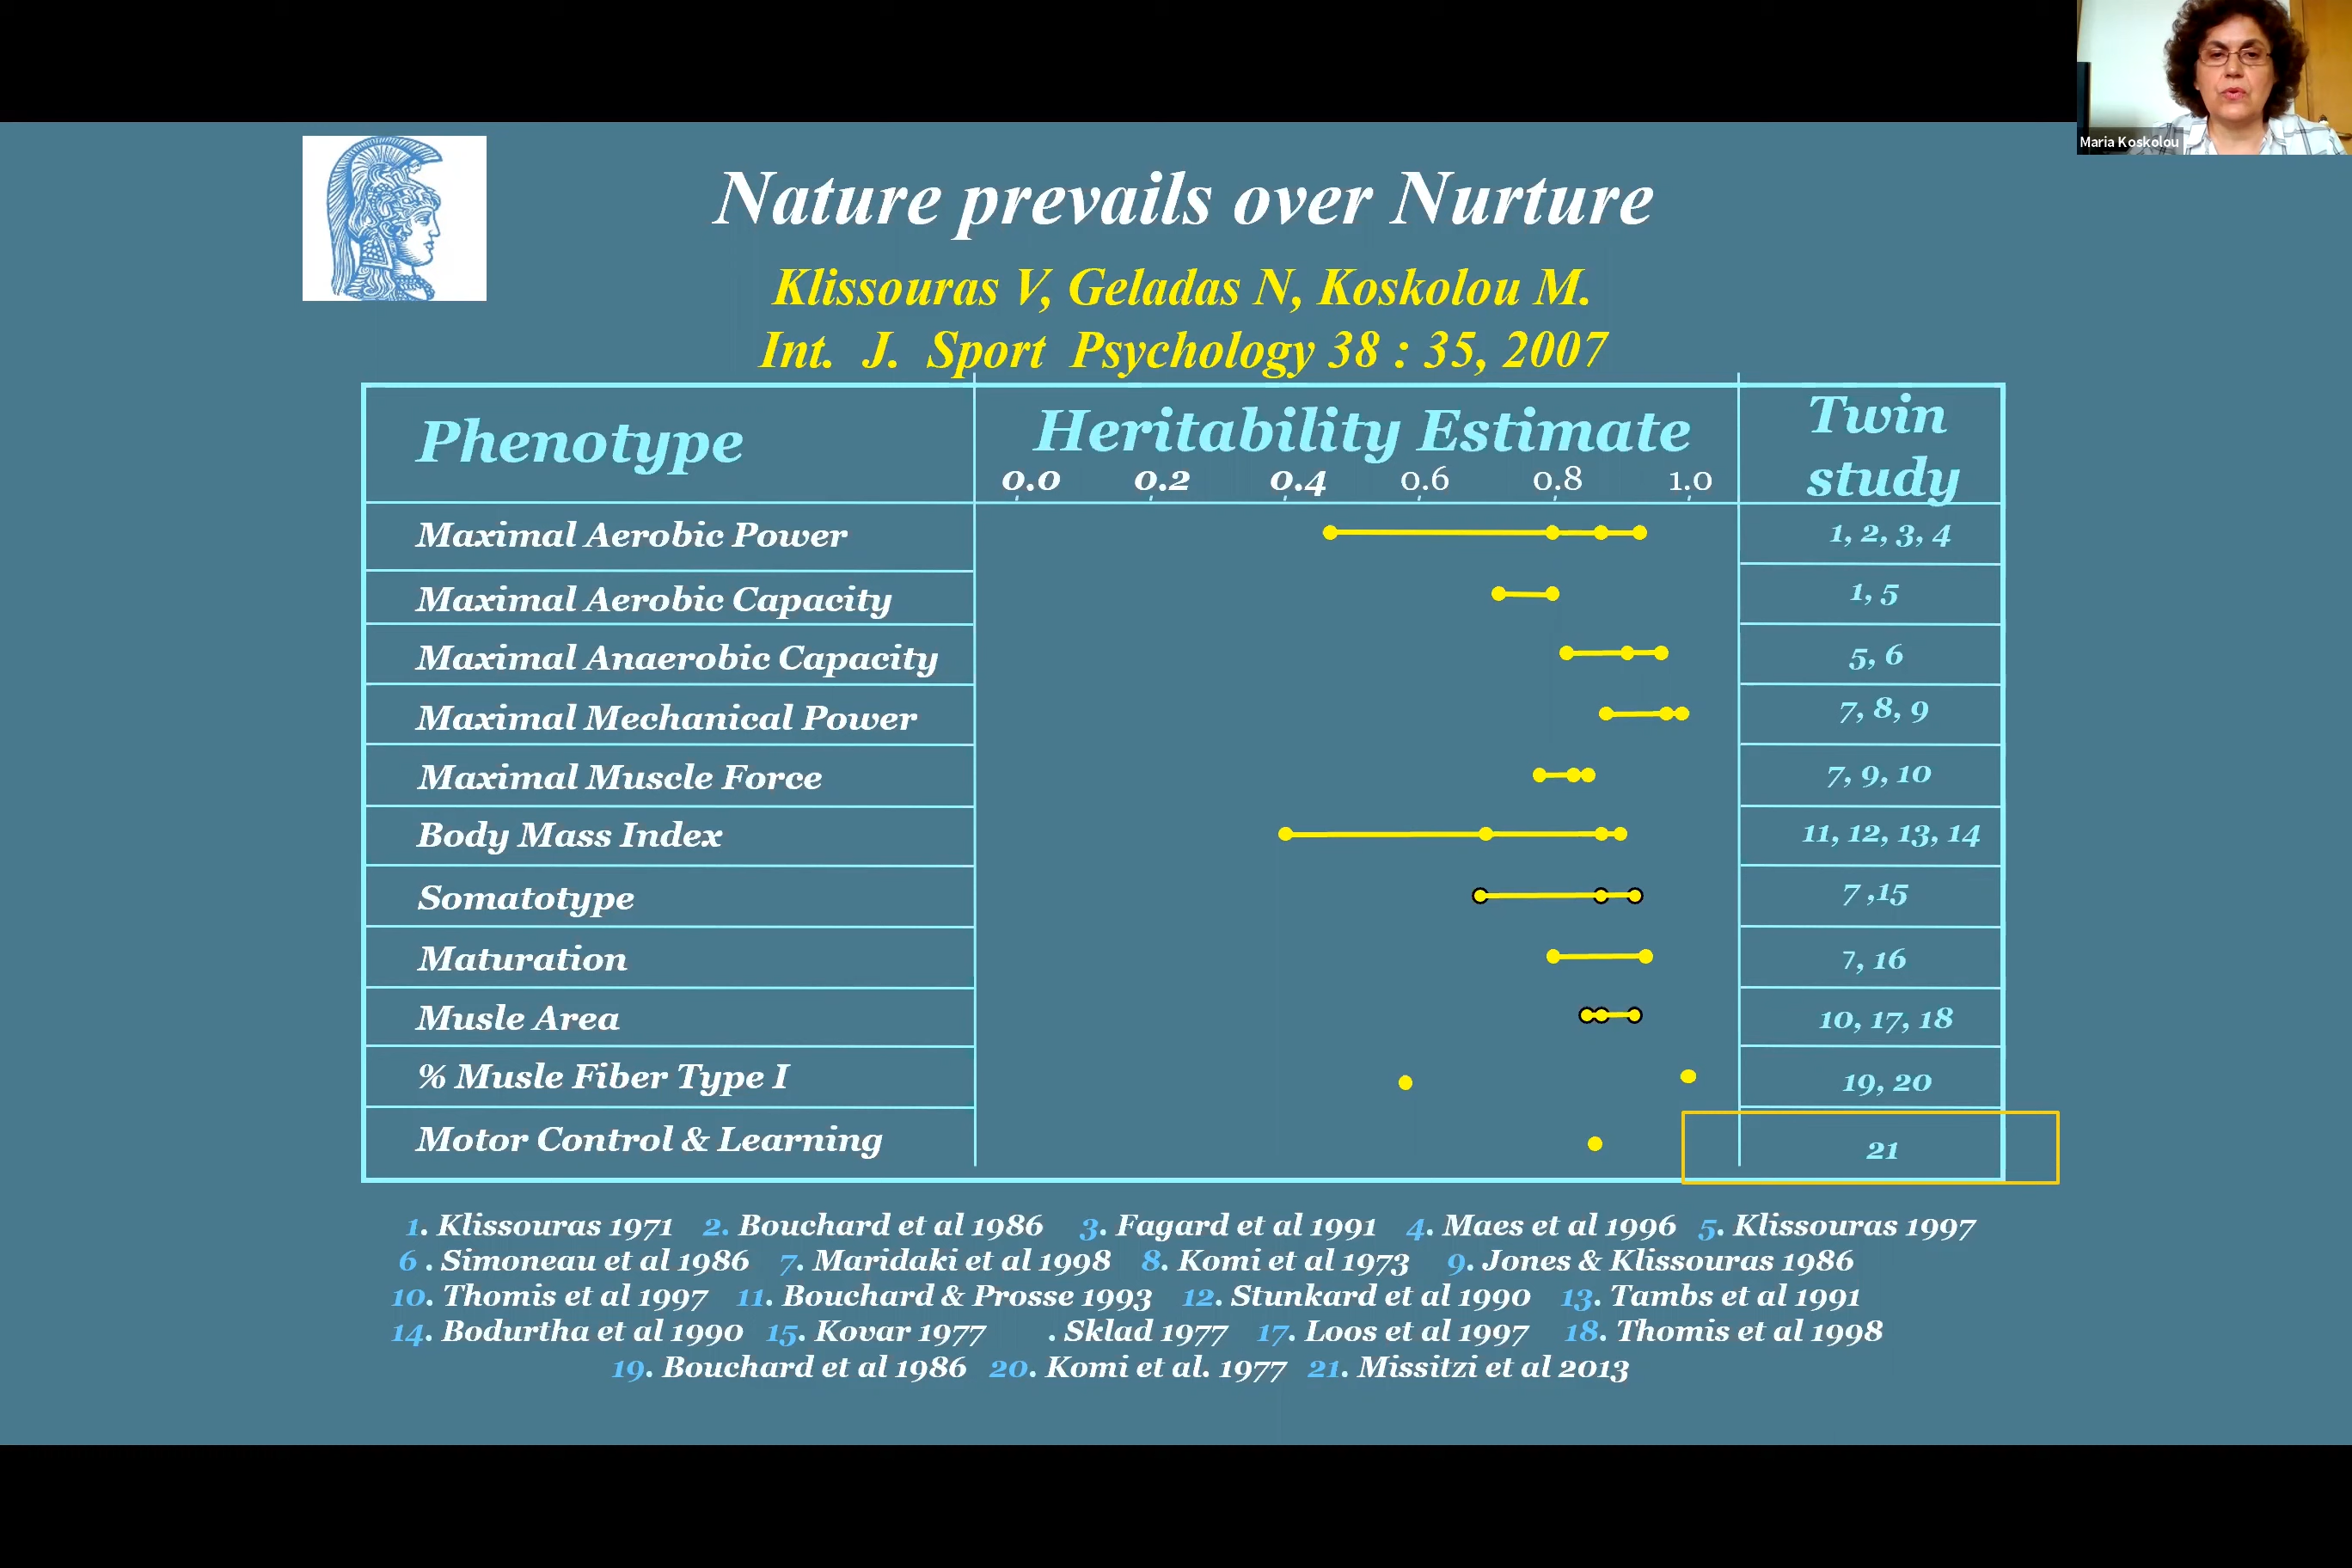 Maria Koskolou
Nature prevails over Nurture
Klissouras V, Geladas N, Koskolou M.
Int. J. Sport Psychology 38 : 35, 2007
Phenotype
Heritability Estimate
Twin
study
0.0 0.2 0.4 0.6 0.8 1.0
Maximal Aerobic Power 1, 2, 3, 4
Maximal Aerobic Capacity 1, 5
Maximal Anaerobic Capacity 5, 6
Maximal Mechanical Power 7, 8, 9
Maximal Muscle Force 7, 9, 10
Body Mass Index 11, 12, 13, 14
Somatotype 7 ,15
Maturation 7, 16
Musle Area 10, 17, 18
% Musle Fiber Type I 19, 20
Motor Control & Learning 21
1. Klissouras 1971 2. Bouchard et al 1986 3. Fagard et al 1991 4. Maes et al 1996 5. Klissouras 1997
6 . Simoneau et al 1986 7. Maridaki et al 1998 8. Komi et al 1973 9. Jones & Klissouras 1986
10. Thomis et al 1997 11. Bouchard & Prosse 1993 12. Stunkard et al 1990 13. Tambs et al 1991
14. Bodurtha et al 1990 15. Kovar 1977 . Sklad 1977 17. Loos et al 1997 18. Thomis et al 1998
19. Bouchard et al 1986 20. Komi et al. 1977 21. Missitzi et al 2013